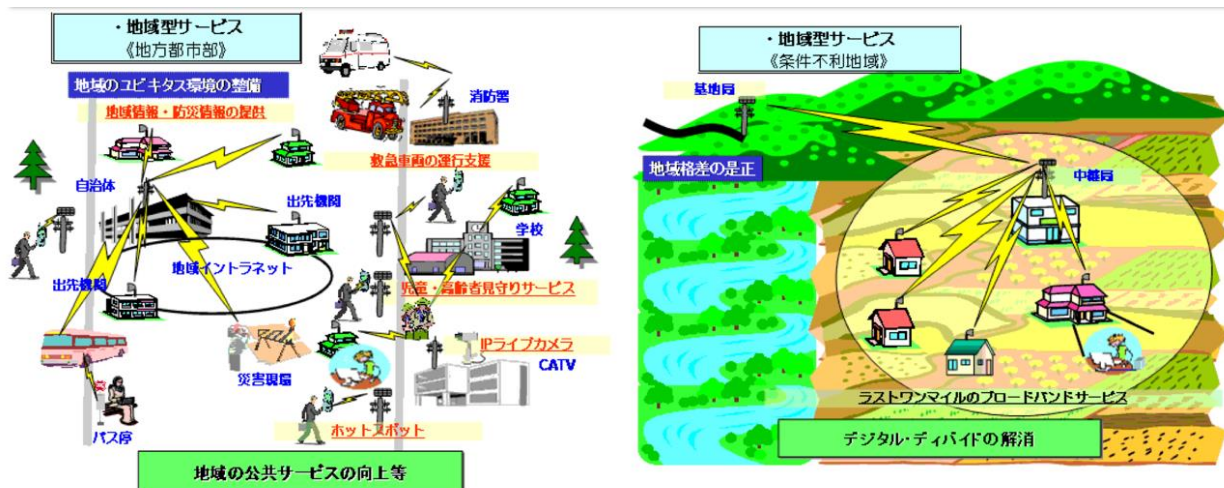 ・地域型サービス
《地方都市部》
地域のユビキタス環境の整備
地域情報・防災情報の提供
消防署
救急車両の運行支援
自治体
出先機関
学校
地域イントラネット
出先機関
児童・高齢者見守りサービス
IPライブカメラ
CATV
災害現場
バス停
ホットスポット
地域の公共サービスの向上等
・地域型サービス
《条件不利地域》
基地局
地域格差の是正
中継局
ラストワンマイルのブロードバンドサービス
デジタル・ディバイドの解消